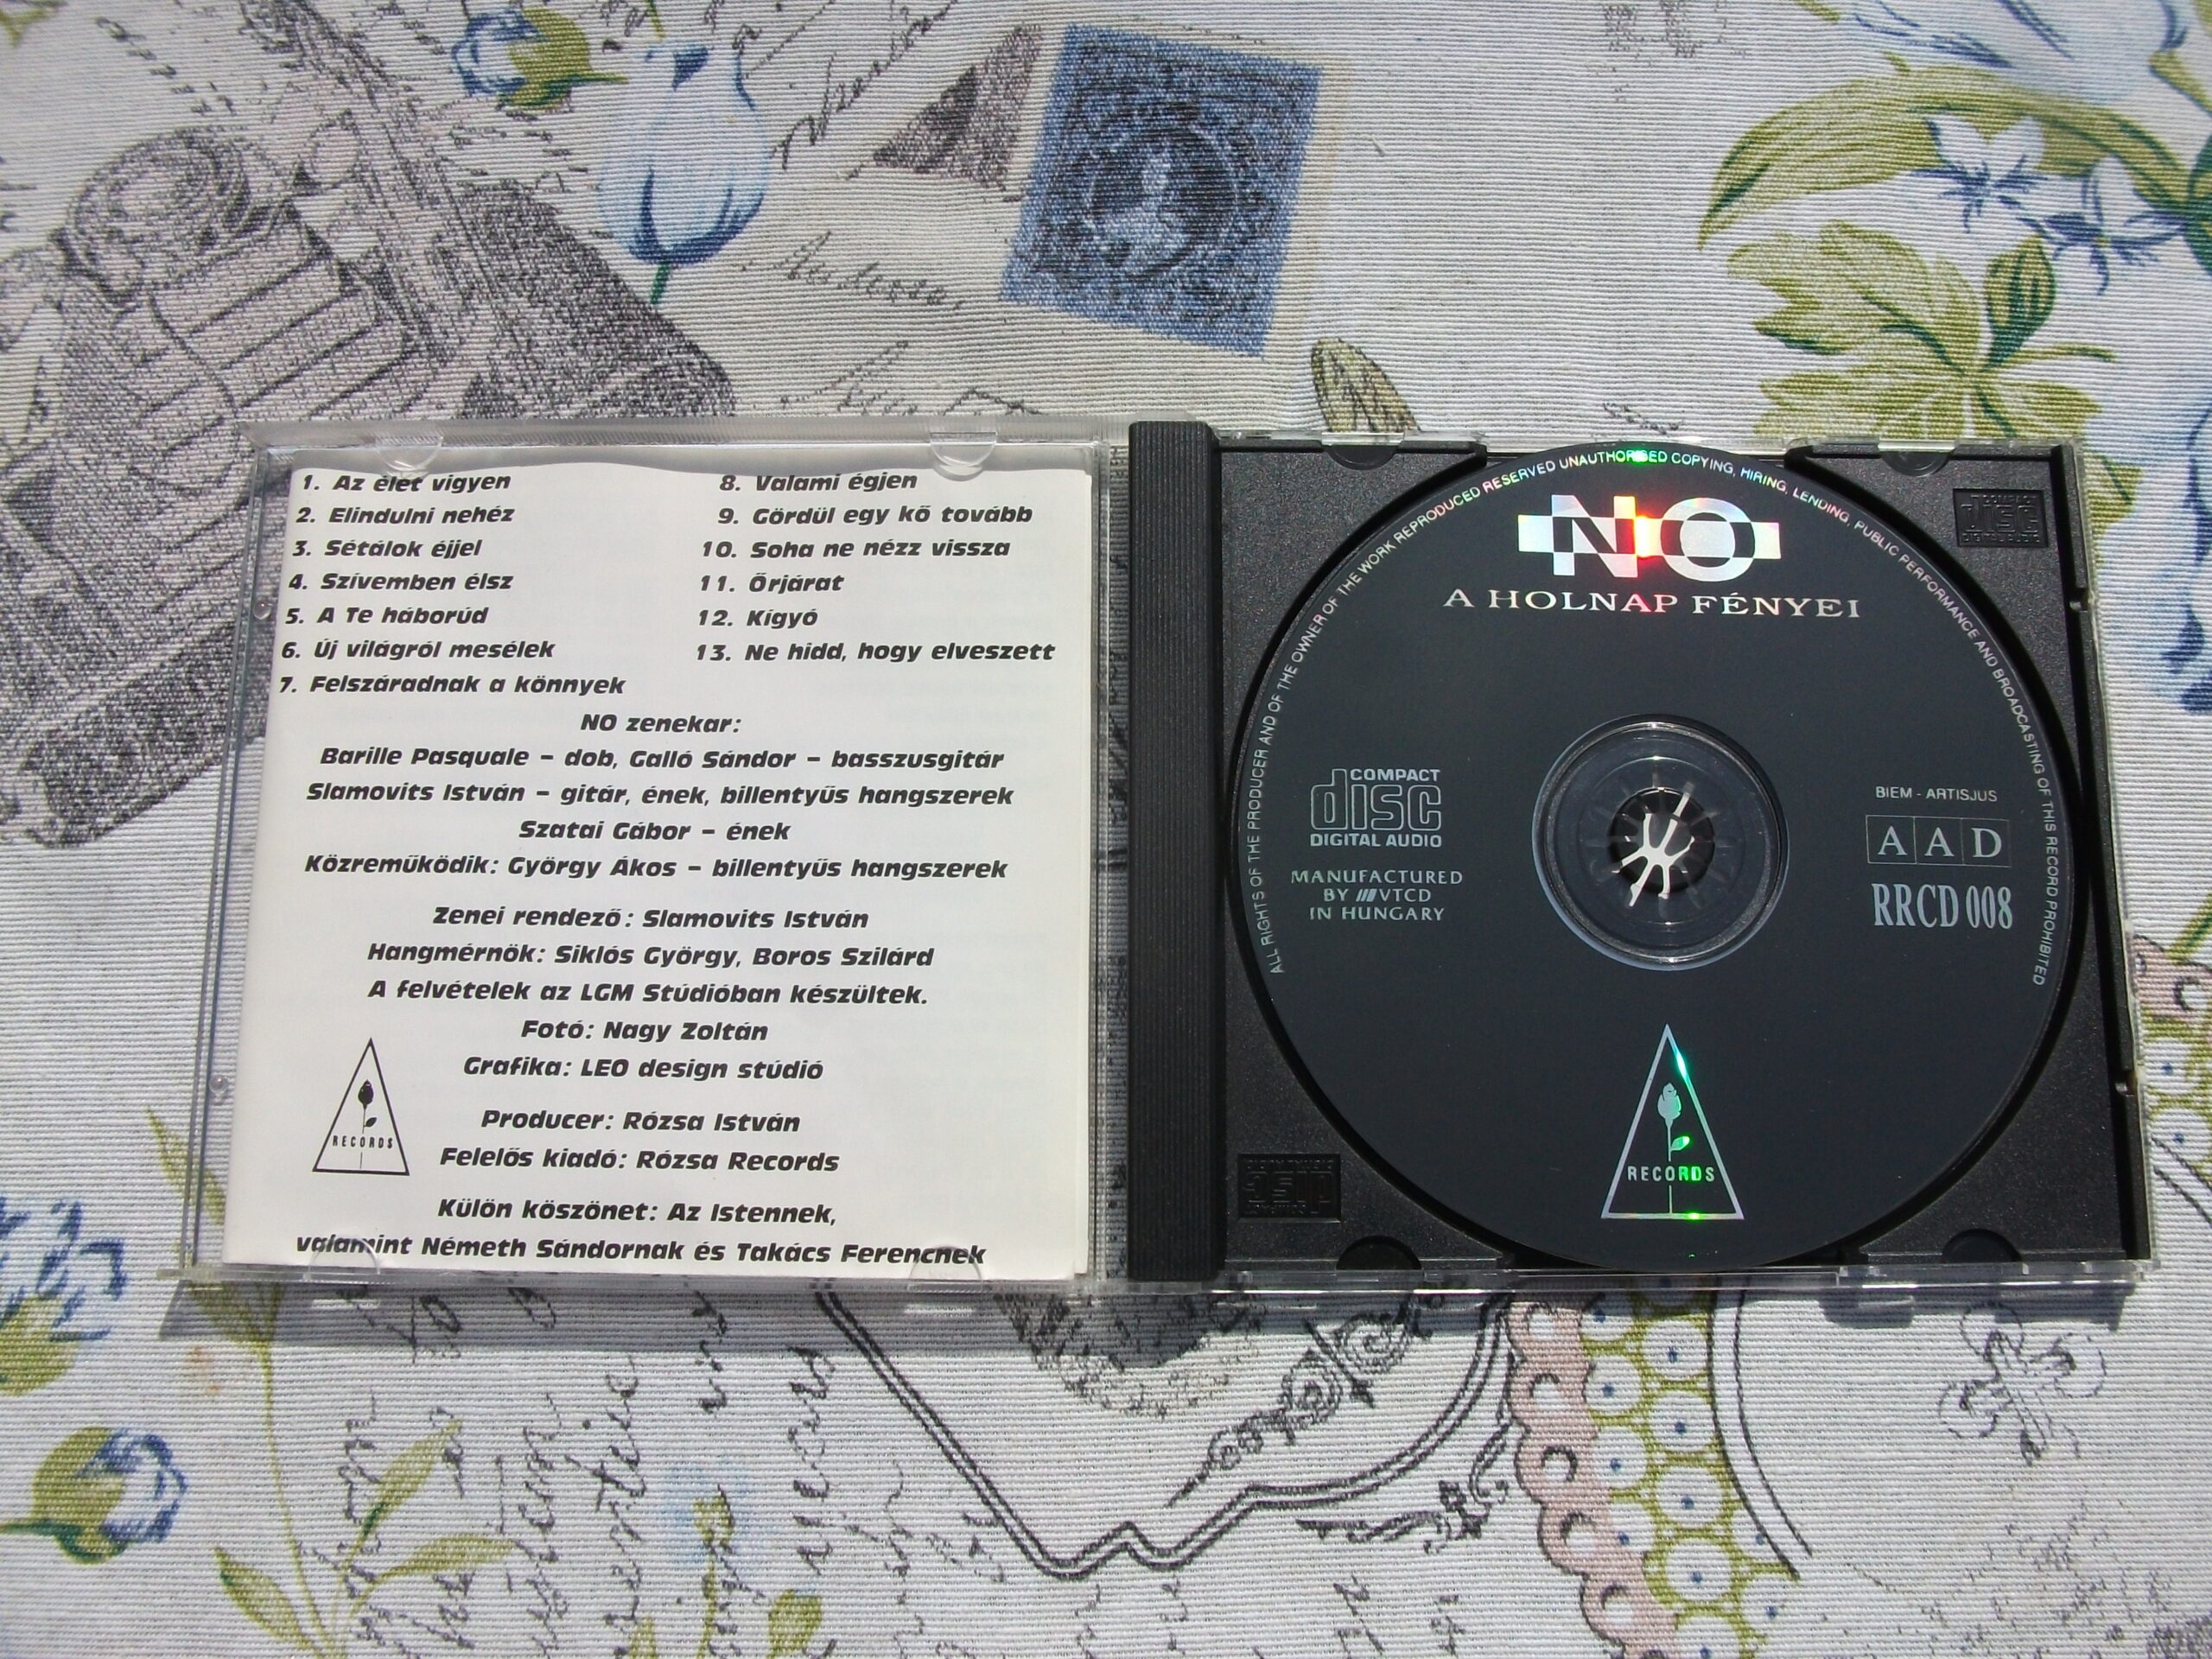 1. Az élet vigyen
2. Elindulni nehéz
3. Sétálok éjjel
4. Szívemben élsz
5. A Te háborúd
6. Új világról mesélek
7. Felszáradnak a könnyek
8. Valami égjen
9. Gördül egy kő tovább
10. Soha ne nézz vissza
11. Őrjárat
12. Kígyó
13. Ne hidd, hogy elveszett
NO zenekar:
Barille Pasquale – dob, Galló Sándor – basszusgitár
Slamovits István – gitár, ének, billentyűs hangszerek
Szatai Gábor – ének
Közreműködik: György Ákos – billentyűs hangszerek
Zenei rendező: Slamovits István
Hangmérnök: Siklós György, Boros Szilárd
A felvételek az LGM Stúdióban készültek.
Fotó: Nagy Zoltán
Grafika: LEO design stúdió
Producer: Rózsa István
Felelős kiadó: Rózsa Records
RECORDS
Külön köszönet: Az Istennek,
valamint Németh Sándornak és Takács Ferencnek
ALL RIGHTS OF THE PRODUCER AND OF THE OWNER OF THE WORK REPRODUCED RESERVED UNAUTHORISED COPYING, HIRING, LENDING, PUBLIC PERFORMANCE AND BROADCASTING OF THIS RECORD PROHIBITED
NO
A HOLNAP FÉNYEI
COMPACT
disc
DIGITAL AUDIO
MANUFACTURED
BY VTCD
IN HUNGARY
BIEM - ARTISJUS
AAD
RRCD 008
RECORDS